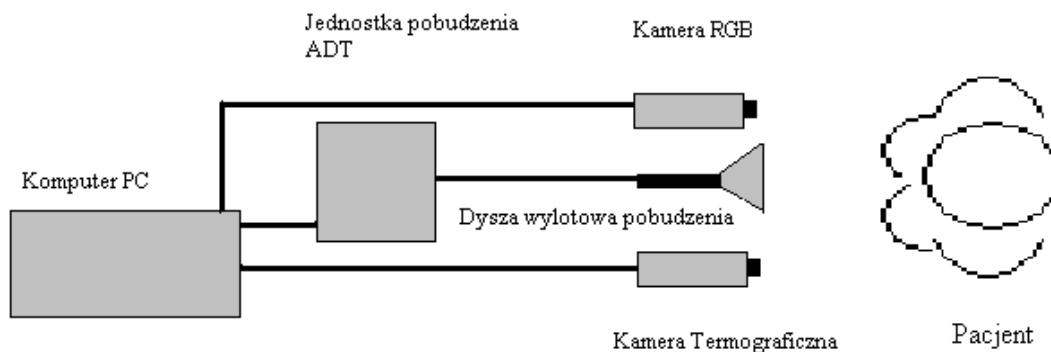 Jednostka pobudzenia
ADT
Kamera RGB
Komputer PC
Dysza wylotowa pobudzenia
Kamera Termograficzna
Pacjent